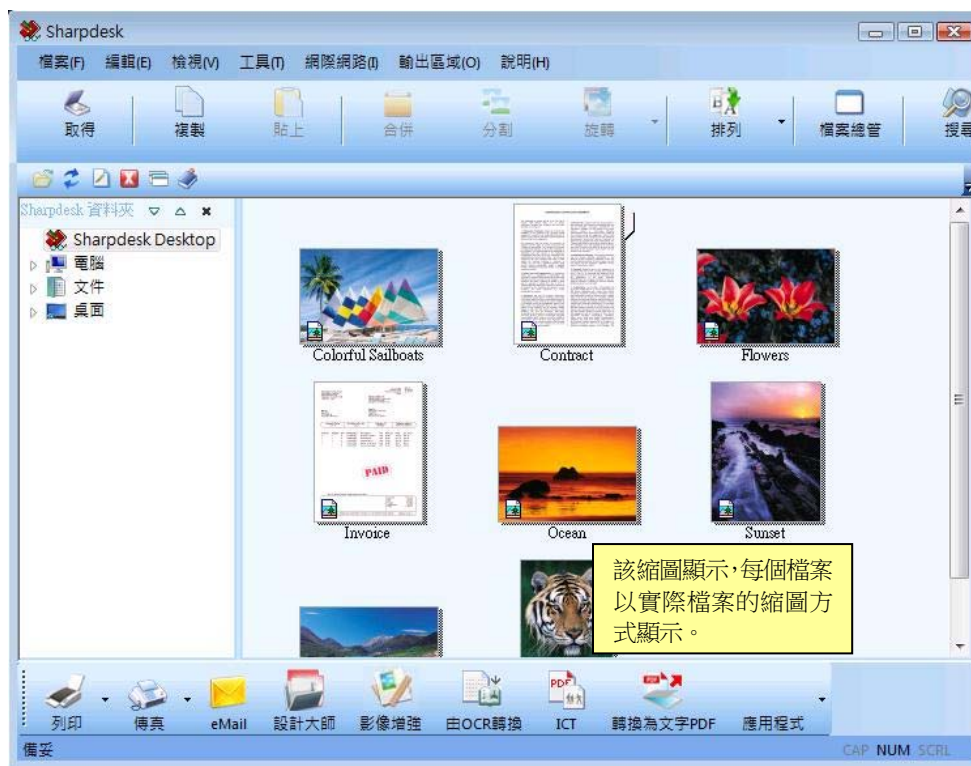 Sharpdesk
檔案(F) 編輯(E) 檢視(V) 工具(T) 網際網路(I) 輸出區域(O) 說明(H)
取得 複製 貼上 合併 分割 旋轉 排列 檔案總管 搜尋
Sharpdesk 資料夾
Sharpdesk Desktop
電腦
文件
桌面
Colorful Sailboats Contract Flowers
PAID
Invoice Ocean Sunset
該縮圖顯示,每個檔案
以實際檔案的縮圖方
式顯示。
列印 傳真 eMail 設計大師 影像增強 由OCR轉換 ICT 轉換為文字PDF 應用程式
備妥 CAP NUM SCRL